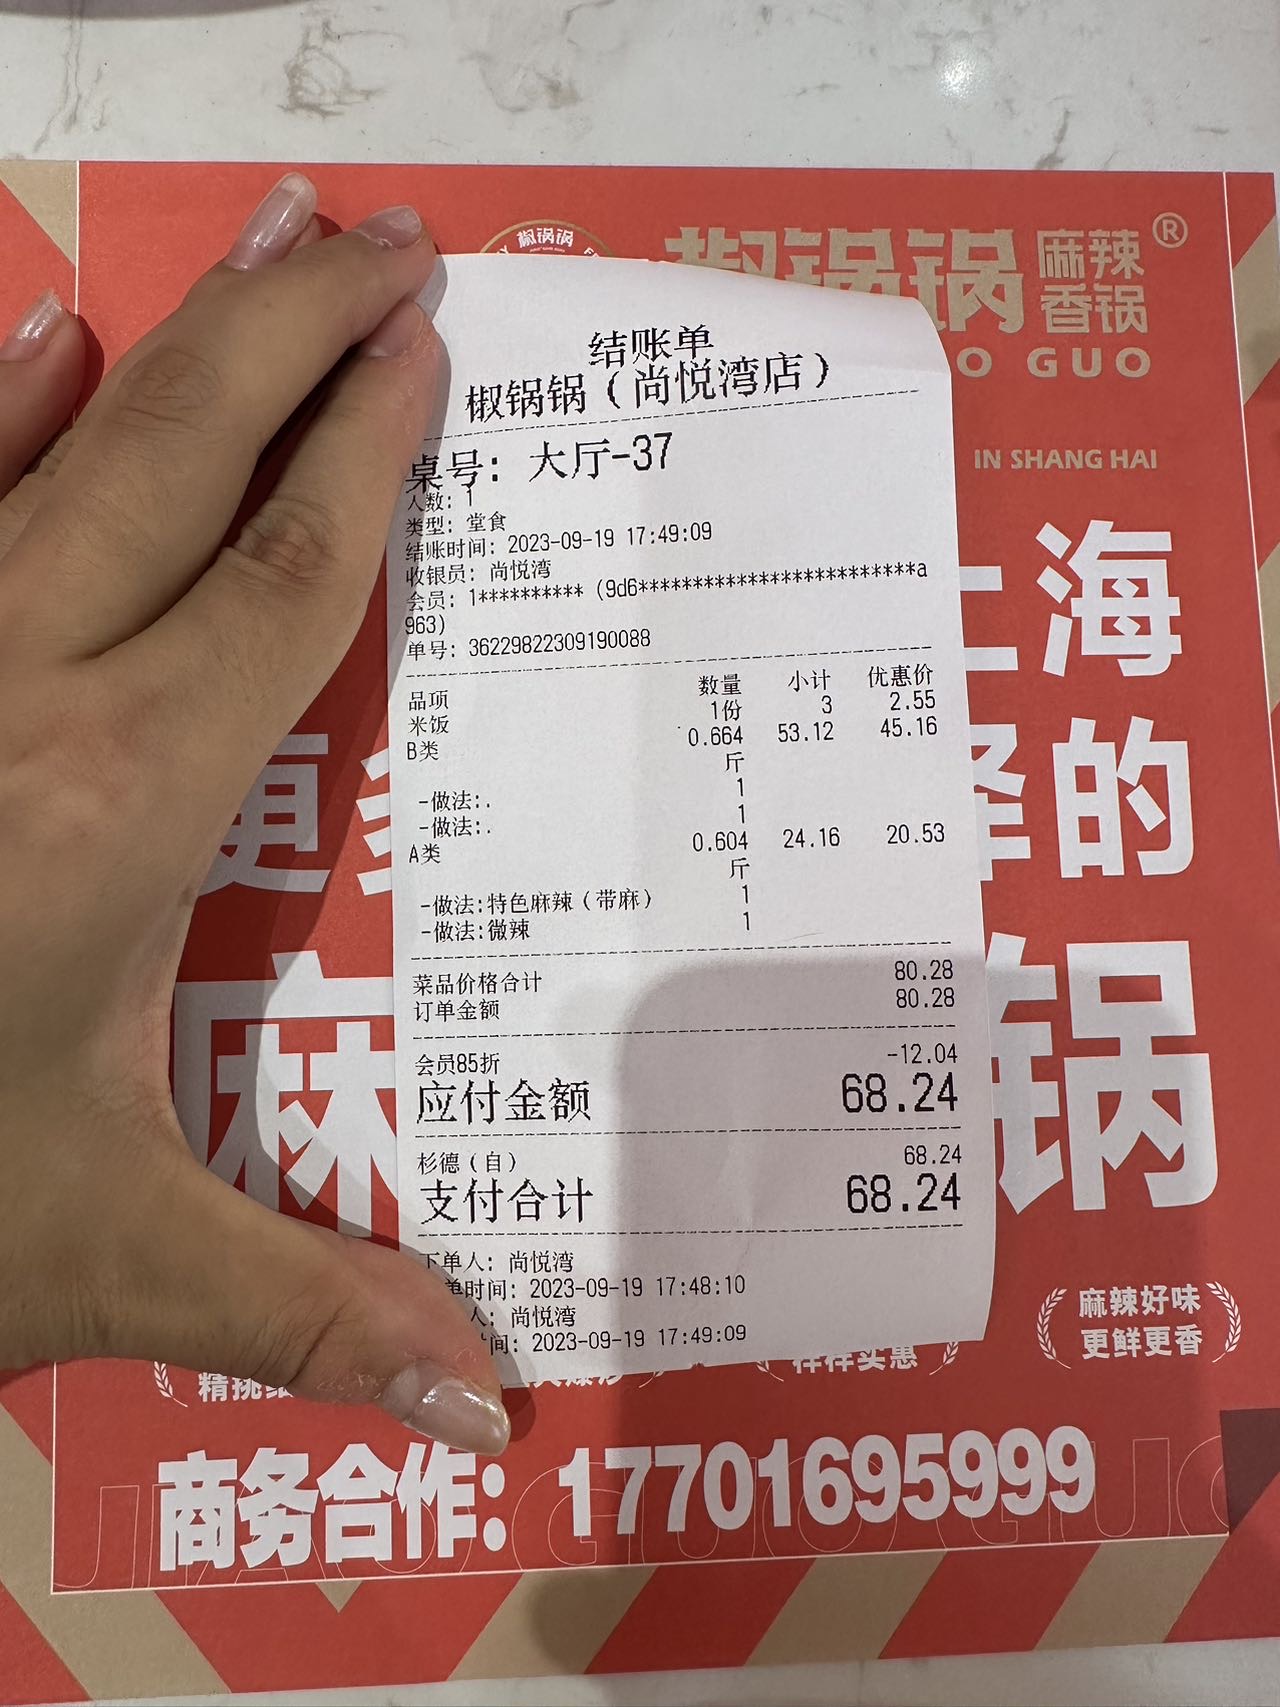 椒锅锅
椒锅锅 麻辣香锅®
O GUO
IN SHANG HAI
海
更 的
麻 锅
结账单
椒锅锅（尚悦湾店）
桌号: 大厅-37
人数: 1
类型: 堂食
结账时间: 2023-09-19 17:49:09
收银员: 尚悦湾
会员: 1********** (9d6**************************a
963)
单号: 36229822309190088
品项 数量 小计 优惠价
米饭 1份 3 2.55
B类 0.664 53.12 45.16
斤
-做法:. 1
-做法:. 1
A类 0.604 24.16 20.53
斤
-做法:特色麻辣（带麻） 1
-做法:微辣 1
菜品价格合计 80.28
订单金额 80.28
会员85折 -12.04
应付金额 68.24
杉德（自） 68.24
支付合计 68.24
下单人: 尚悦湾
单时间: 2023-09-19 17:48:10
人: 尚悦湾
间: 2023-09-19 17:49:09
麻辣好味
更鲜更香
样样实惠
精挑
商务合作: 17701695999